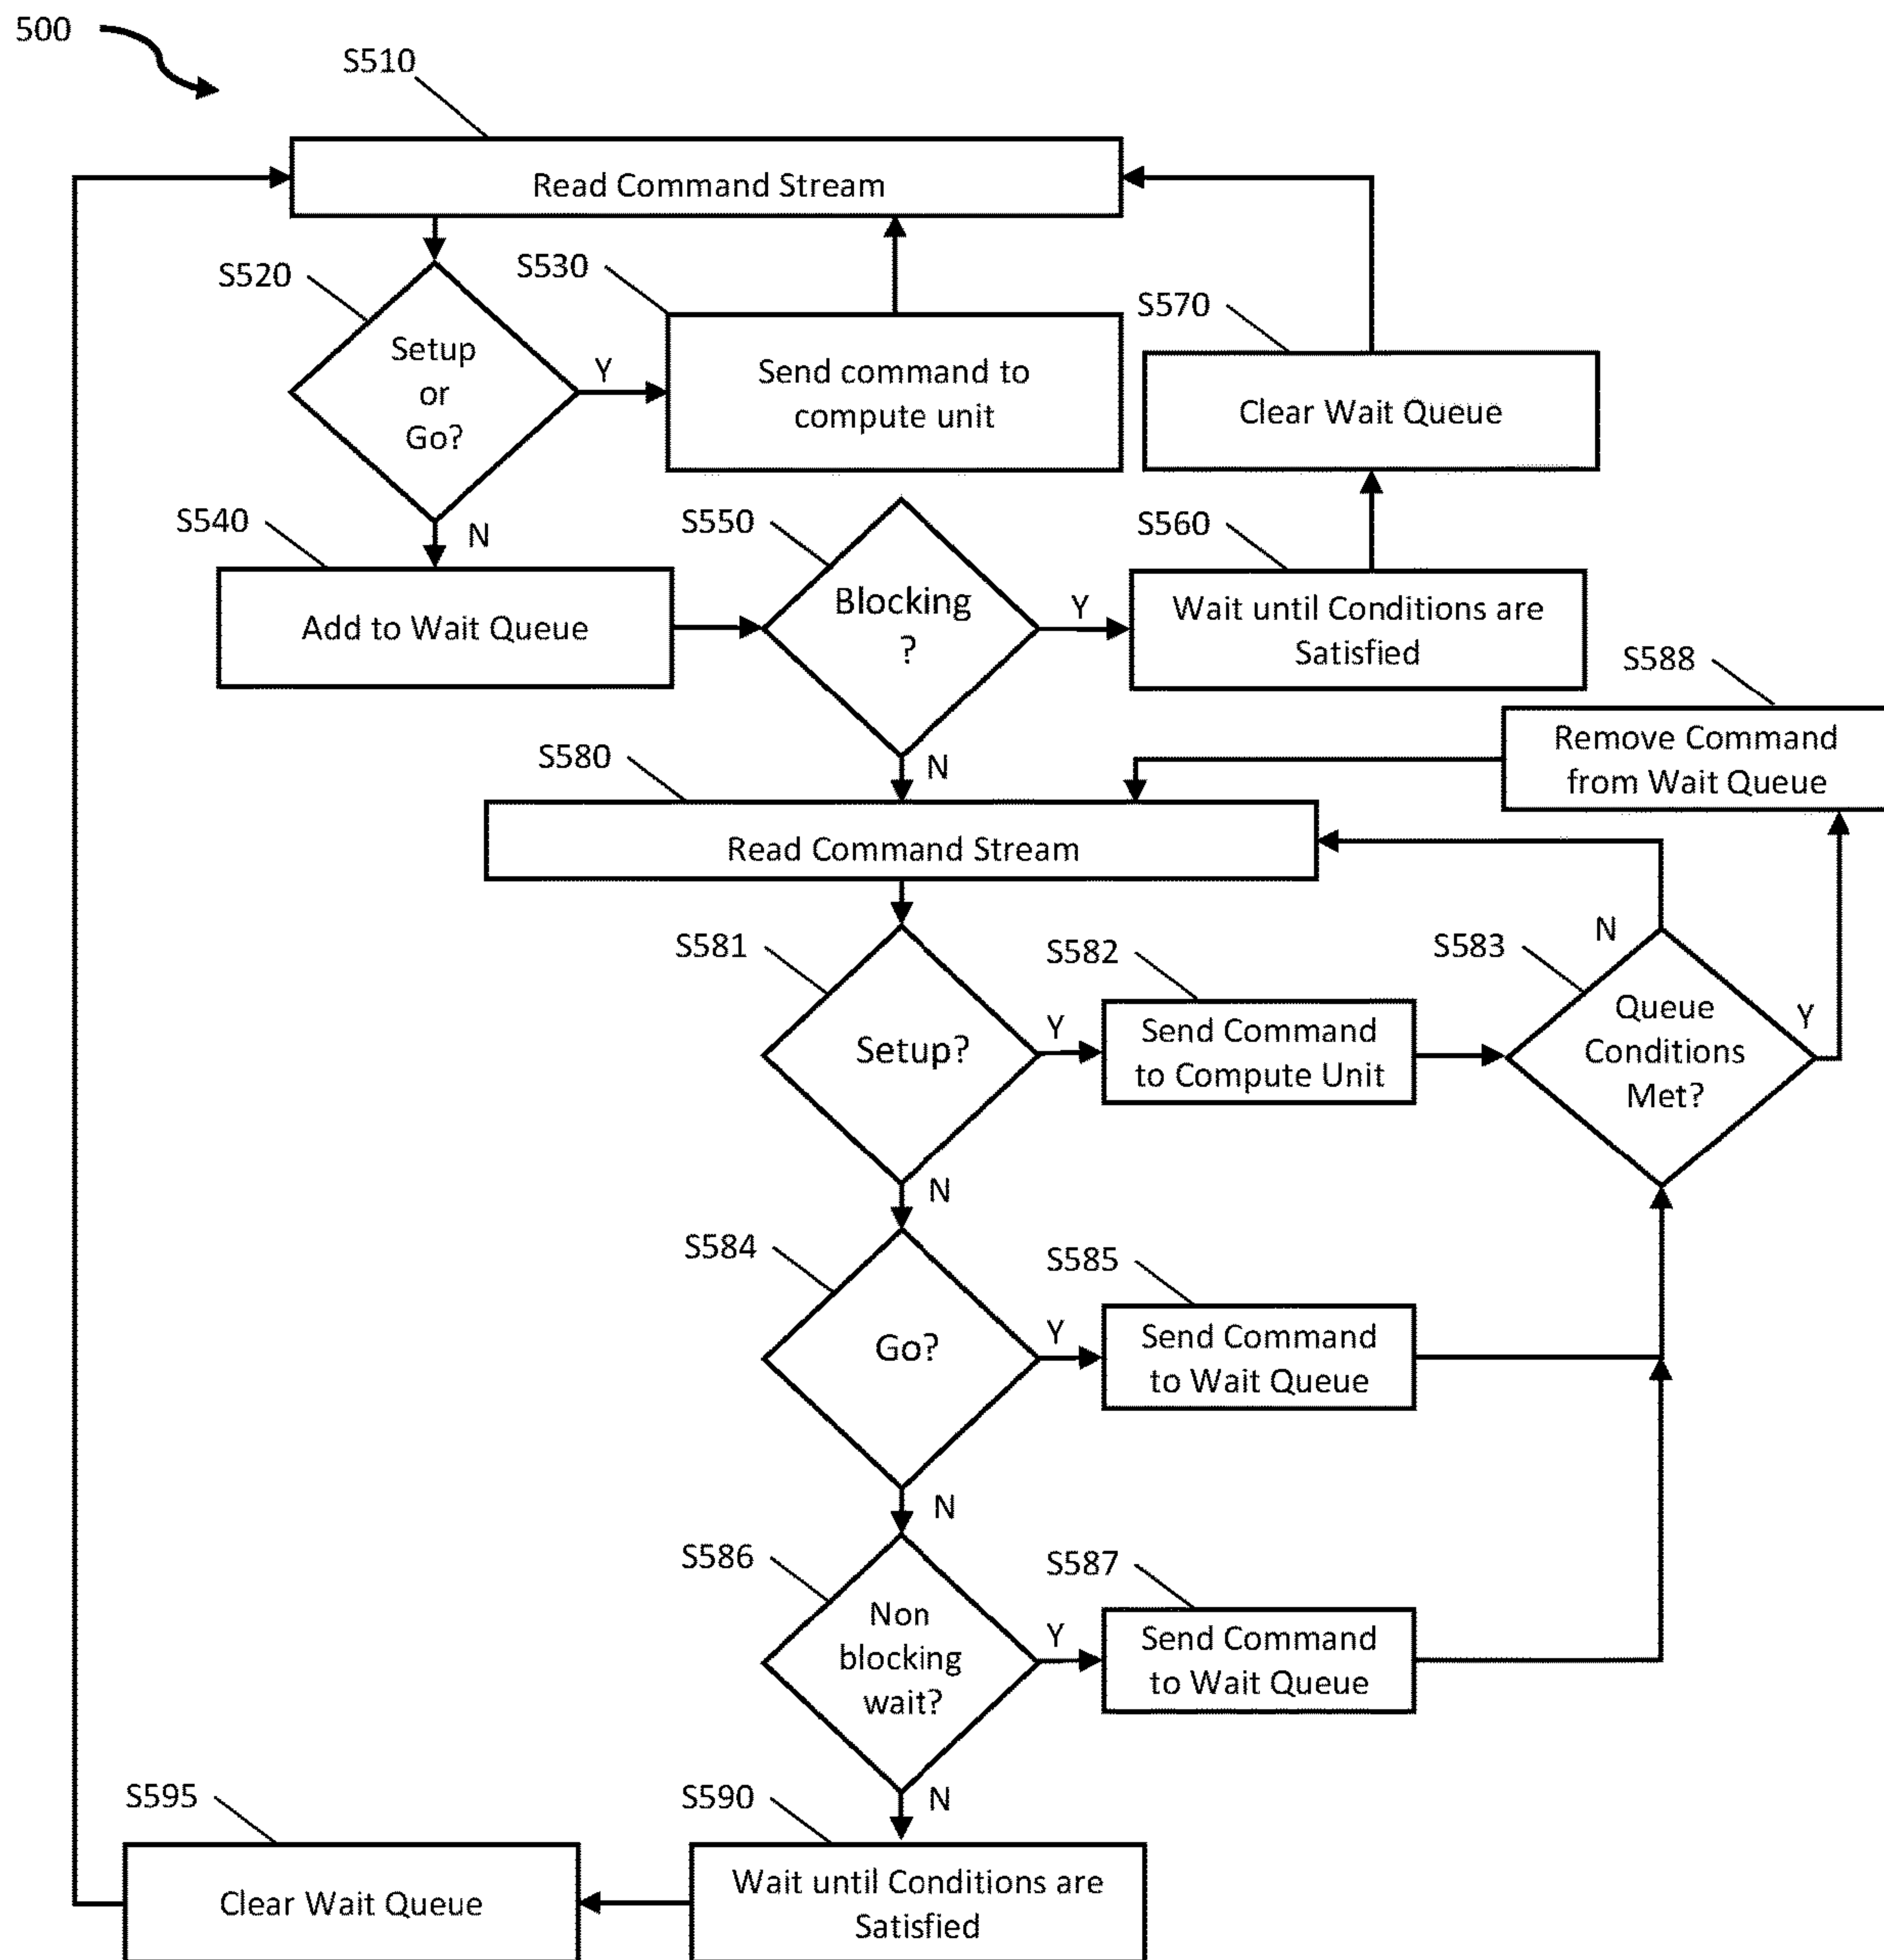 500
S510
Read Command Stream
S520
Setup
or
Go?
Y
N
S530
Send command to
compute unit
S570
Clear Wait Queue
S540
Add to Wait Queue
S550
Blocking
?
Y
N
S560
Wait until Conditions are
Satisfied
S588
Remove Command
from Wait Queue
S580
Read Command Stream
S581
Setup?
Y
N
S582
Send Command
to Compute Unit
S583
Queue
Conditions
Met?
N
Y
S584
Go?
Y
N
S585
Send Command
to Wait Queue
S586
Non
blocking
wait?
Y
N
S587
Send Command
to Wait Queue
S590
Wait until Conditions are
Satisfied
S595
Clear Wait Queue